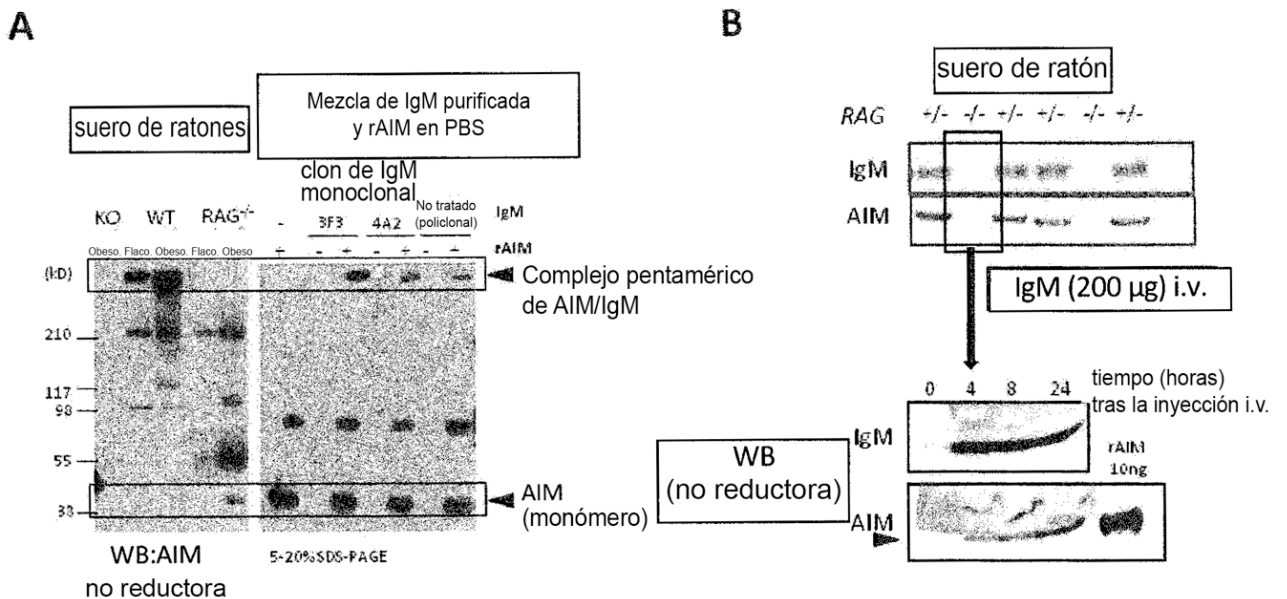 A
suero de ratones
Mezcla de IgM purificada
y rAIM en PBS
clon de IgM
monoclonal
KO WT RAG-/- - 3F3 4A2 No tratado
(policlonal)
IgM
Obeso. Flaco. Obeso. Flaco. Obeso + - + - + - + rAIM
(kD)
210
117
98
55
38
Complejo pentamérico
de AIM/IgM
AIM
(monómero)
WB:AIM
no reductora
5-20%SDS-PAGE
B
suero de ratón
RAG +/- -/- +/- +/- -/- +/-
IgM
AIM
IgM (200 µg) i.v.
0 4 8 24 tiempo (horas)
tras la inyección i.v.
IgM
rAIM
10ng
WB
(no reductora)
AIM